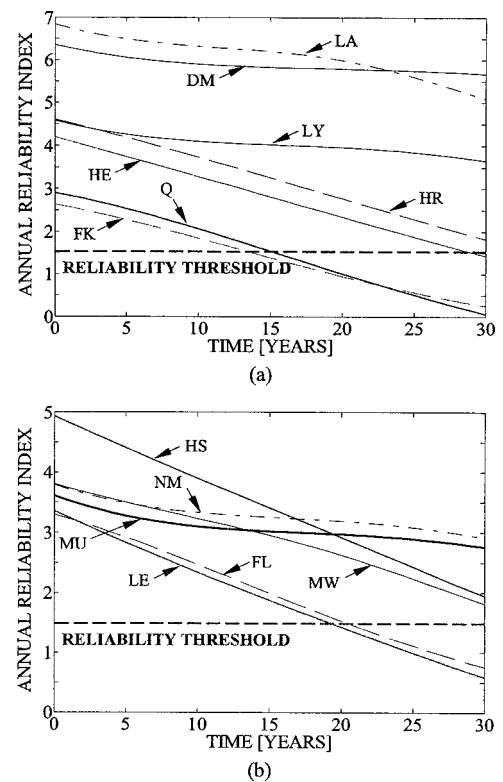 ANNUAL RELIABILITY INDEX
7
6
5
4
3
2
1
0
LA
DM
LY
HE
Q
HR
FK
RELIABILITY THRESHOLD
0 5 10 15 20 25 30
TIME [YEARS]
(a)
ANNUAL RELIABILITY INDEX
5
4
3
2
1
0
HS
NM
MU
FL
LE
MW
RELIABILITY THRESHOLD
0 5 10 15 20 25 30
TIME [YEARS]
(b)